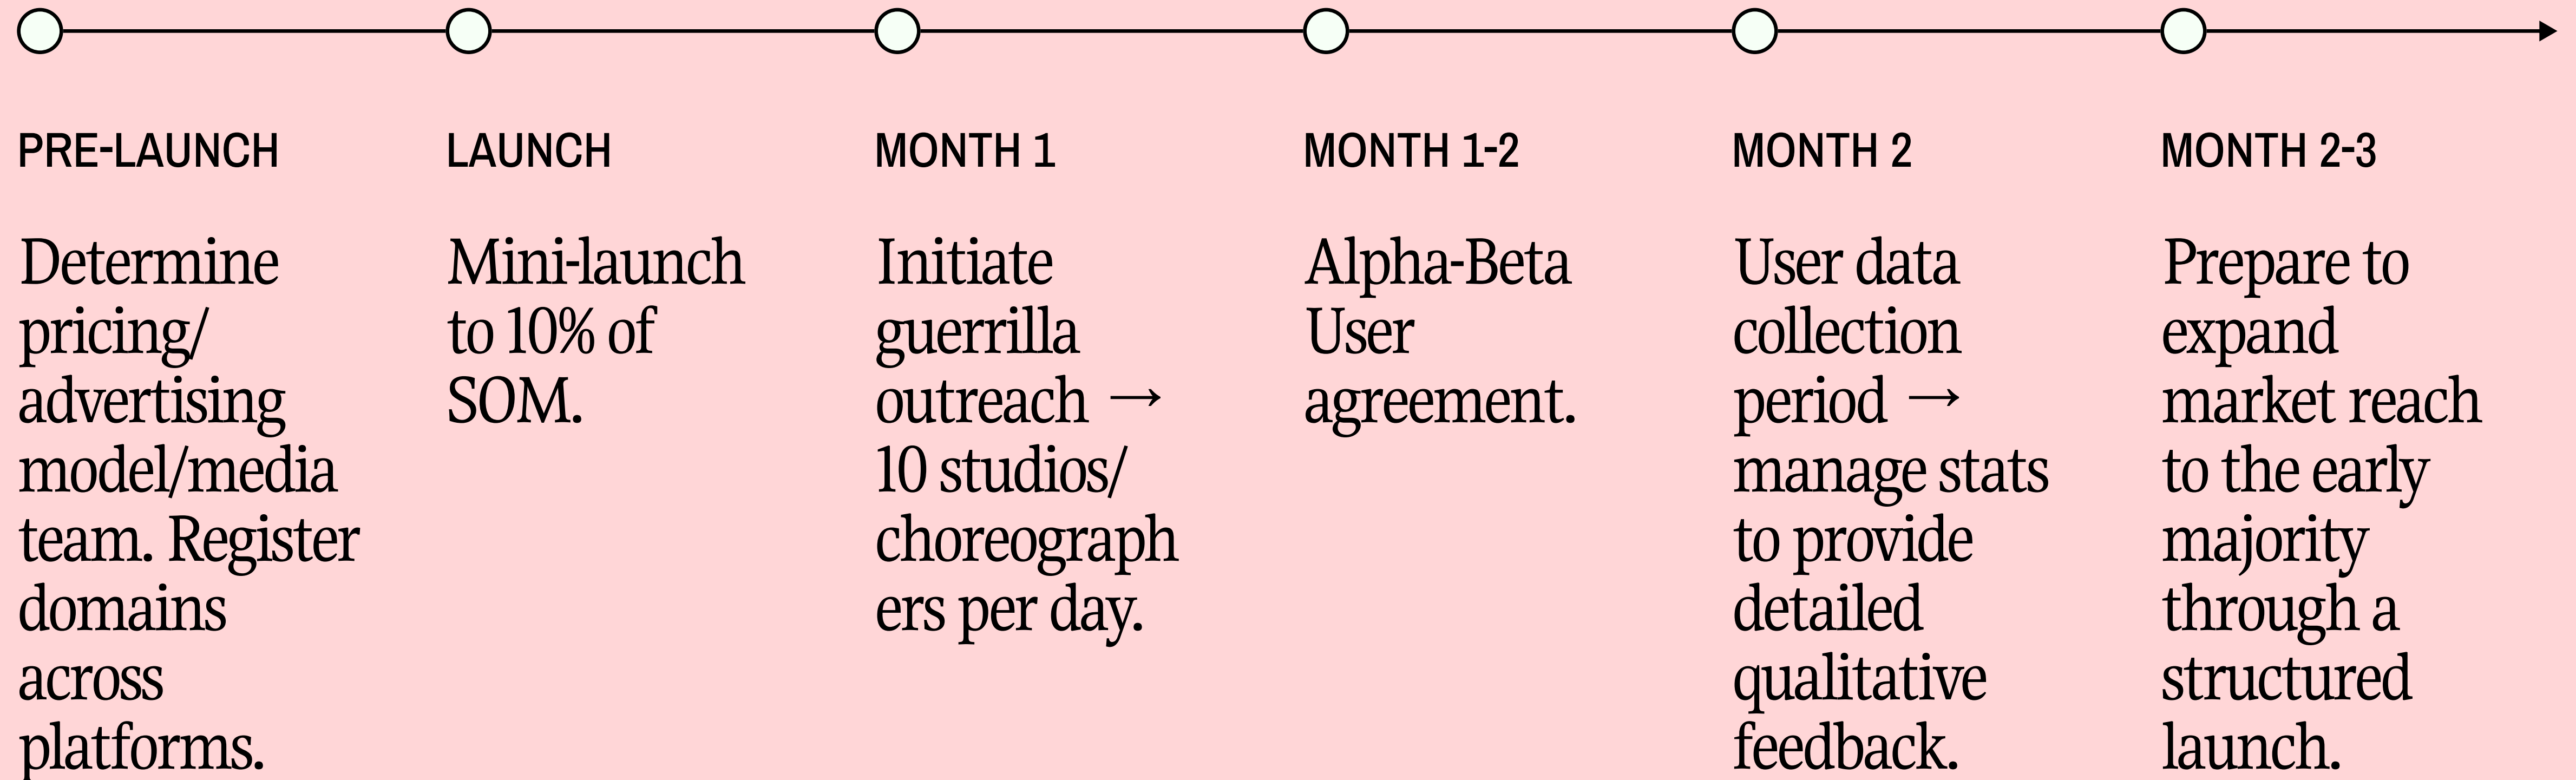 PRE-LAUNCH
Determine
pricing/
advertising
model/media
team. Register
domains
across
platforms.
LAUNCH
Mini-launch
to 10% of
SOM.
MONTH 1
Initiate
guerrilla
outreach →
10 studios/
choreograph
ers per day.
MONTH 1-2
Alpha-Beta
User
agreement.
MONTH 2
User data
collection
period →
manage stats
to provide
detailed
qualitative
feedback.
MONTH 2-3
Prepare to
expand
market reach
to the early
majority
through a
structured
launch.